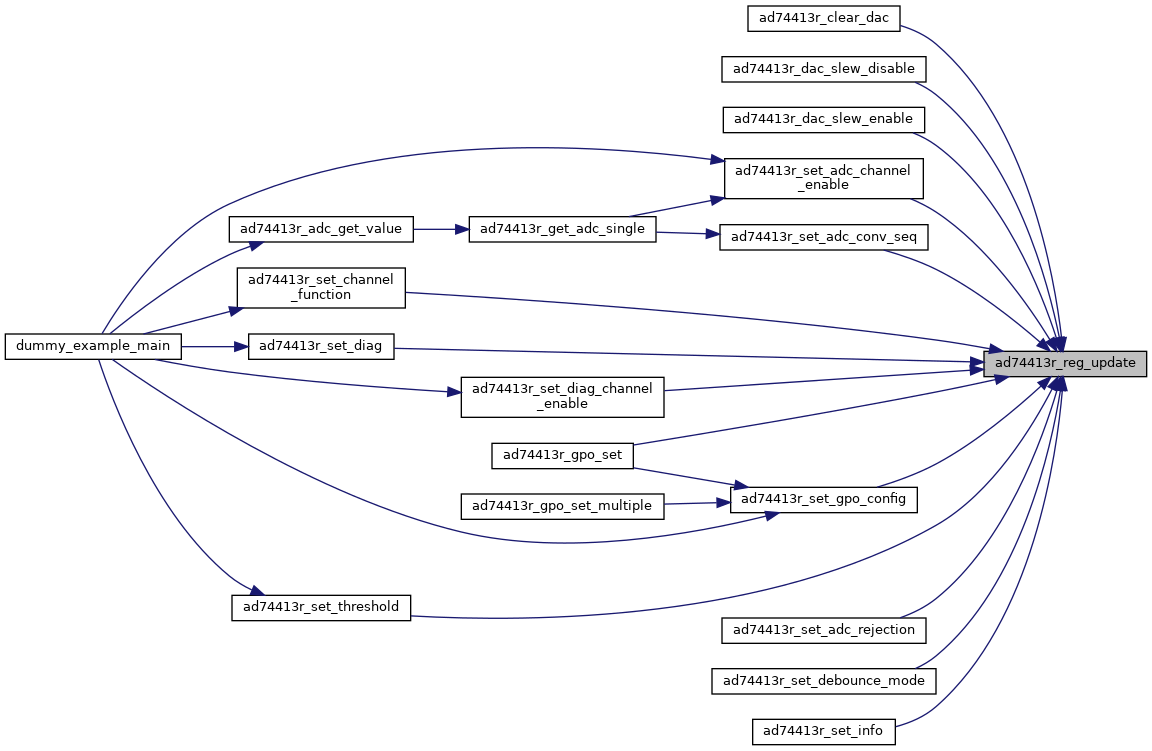 ad74413r_clear_dac
ad74413r_dac_slew_disable
ad74413r_dac_slew_enable
ad74413r_set_adc_channel
_enable
ad74413r_adc_get_value
ad74413r_get_adc_single
ad74413r_set_adc_conv_seq
ad74413r_set_channel
_function
dummy_example_main
ad74413r_set_diag
ad74413r_reg_update
ad74413r_set_diag_channel
_enable
ad74413r_gpo_set
ad74413r_set_gpo_config
ad74413r_gpo_set_multiple
ad74413r_set_threshold
ad74413r_set_adc_rejection
ad74413r_set_debounce_mode
ad74413r_set_info